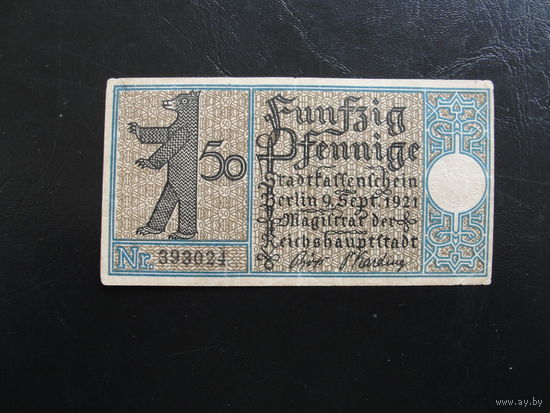 50
Fünfzig
Pfennige
Stadtkassenschein
Berlin 9. Sept. 1921
Magistrat der
Reichshauptstadt
Nr. 393024
www.ay.by